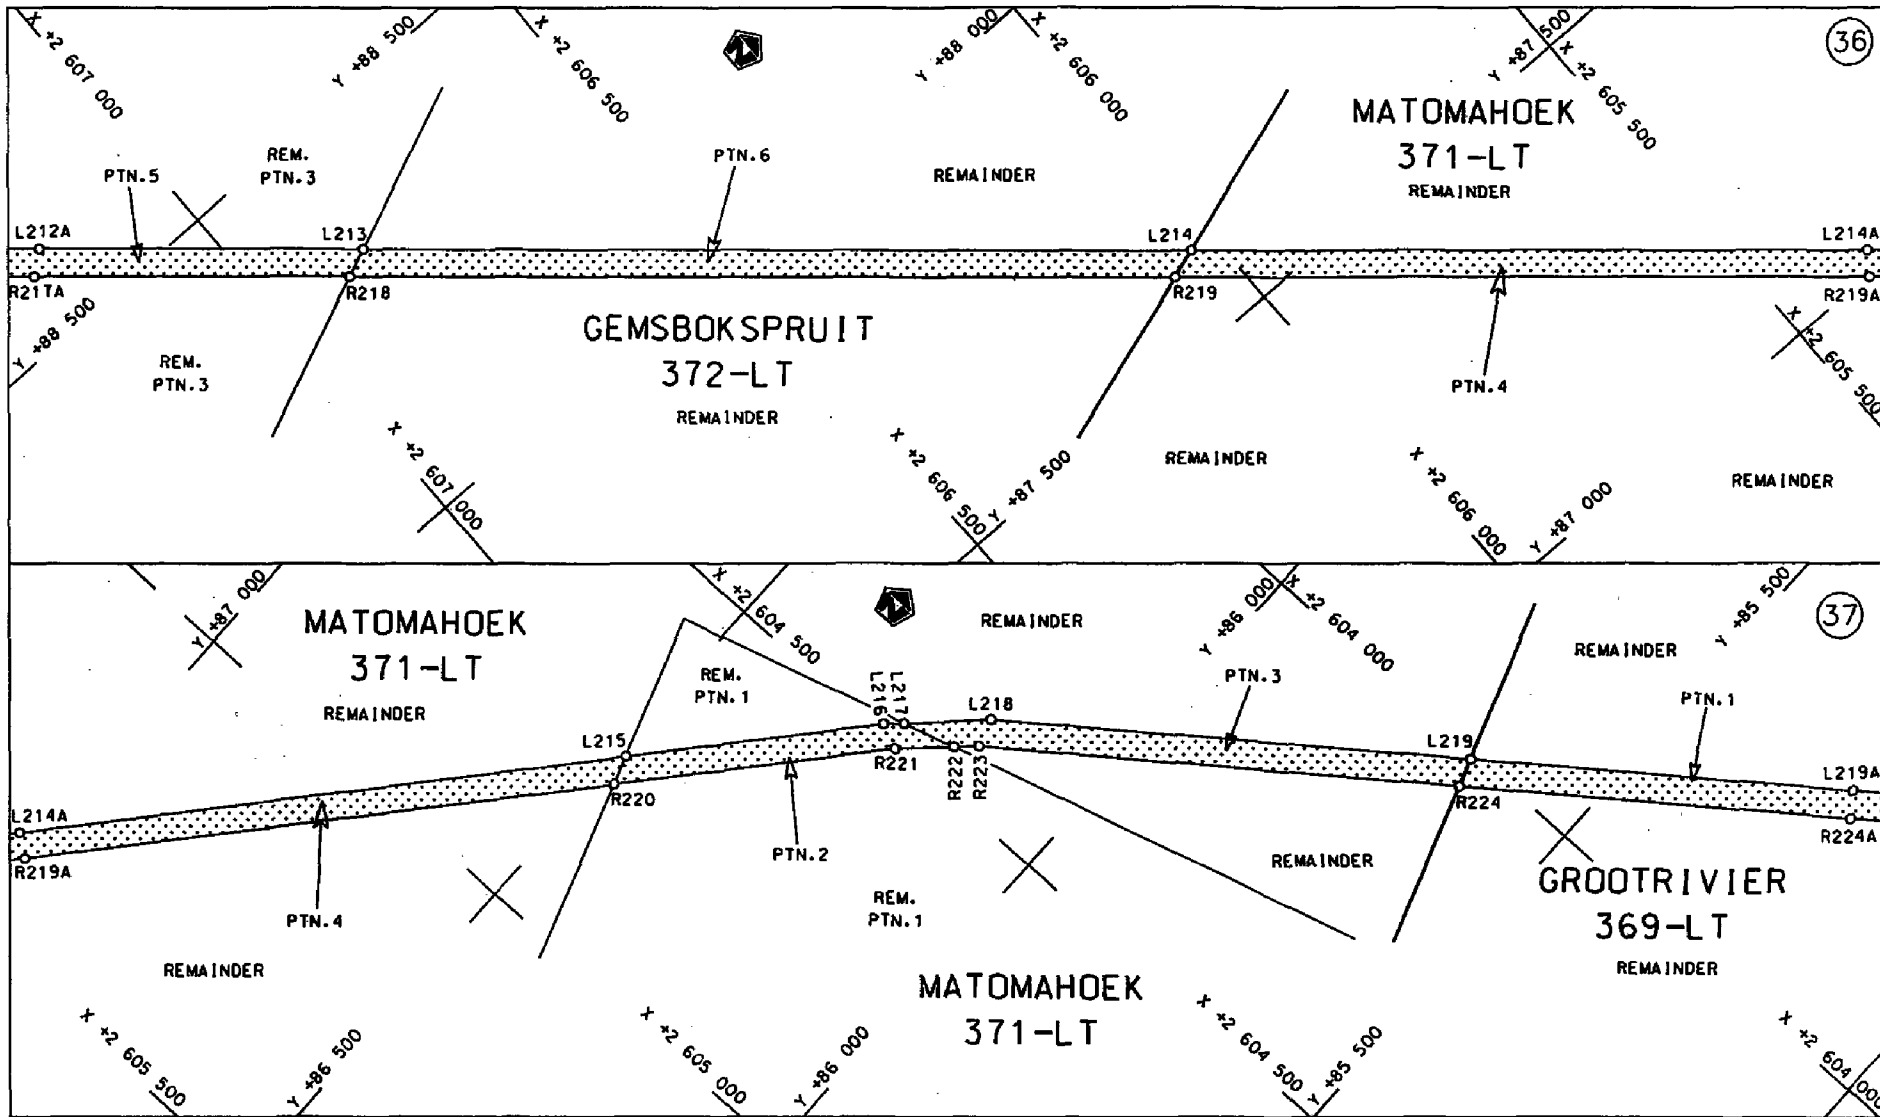 X +2 607 000
Y +88 500
X +2 606 500
Y +88 000
X +2 606 000
Y +87 500
X +2 605 500
36
MATOMAHOEK
371-LT
REMAINDER
PTN.5
REM.
PTN.3
PTN.6
REMAINDER
L212A
L213
L214
L214A
R217A
R218
R219
R219A
Y +88 500
REM.
PTN.3
GEMSBOKSPRUIT
372-LT
REMAINDER
PTN.4
X +2 605 500
X +2 607 000
X +2 606 500
Y +87 500
REMAINDER
X +2 606 000
Y +87 000
REMAINDER
Y +87 000
MATOMAHOEK
371-LT
REMAINDER
X +2 604 500
REM.
PTN.1
REMAINDER
Y +86 000
X +2 604 000
Y +85 500
37
REMAINDER
PTN.3
PTN.1
L214A
L215
L216
L217
L218
L219
L219A
R219A
R220
R221
R222
R223
R224
R224A
PTN.4
PTN.2
REM.
PTN.1
REMAINDER
GROOTRIVIER
369-LT
REMAINDER
REMAINDER
MATOMAHOEK
371-LT
X +2 605 500
Y +86 500
X +2 605 000
Y +86 000
X +2 604 500
Y +85 500
X +2 604 000